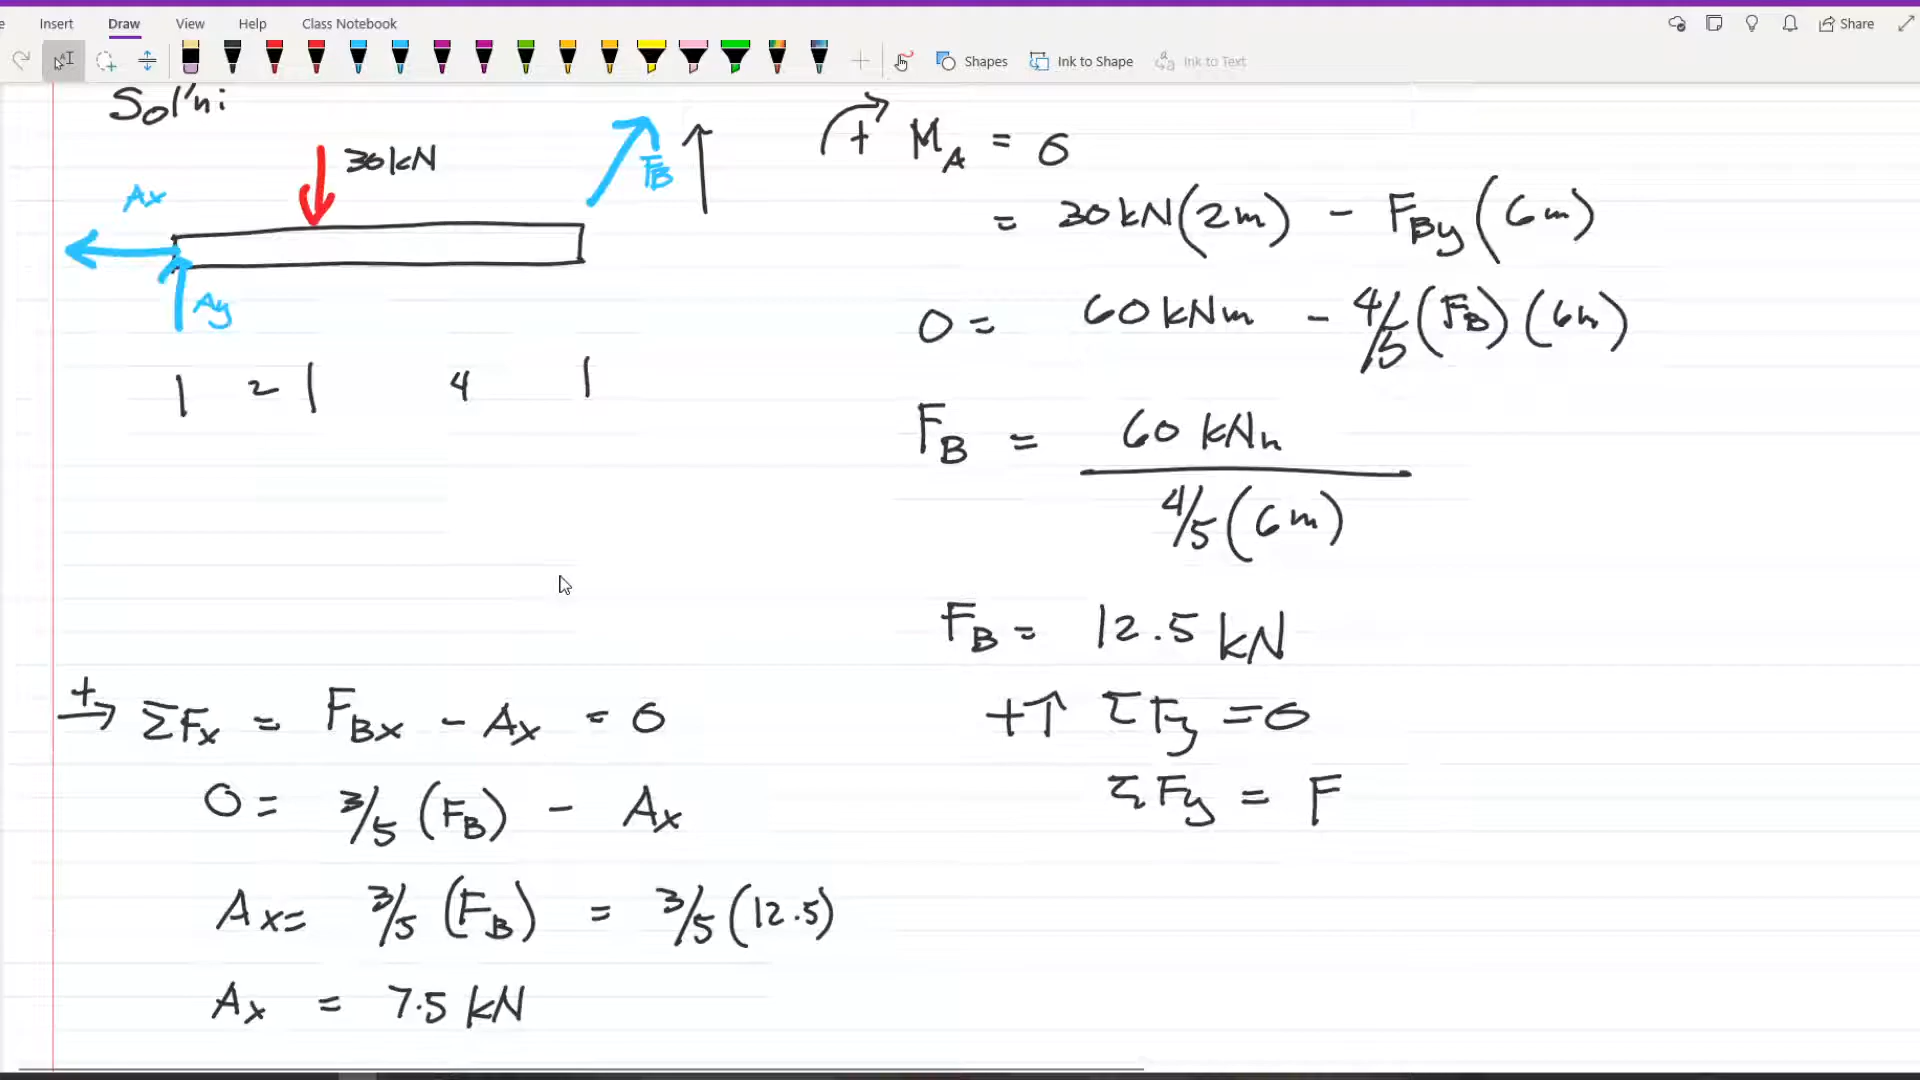 Insert Draw View Help Class Notebook Share
Shapes Ink to Shape Ink to Text
Sol'n:
30kN
Ax
FB
Ay
2 4
+ MA = 0
= 30kN(2m) - FBy(6m)
0 = 60kNm - 4/5(FB)(6m)
FB = 60 kNm
4/5(6m)
FB = 12.5 kN
+↑ ΣFy = 0
ΣFy = F
+→ ΣFx = FBx - Ax = 0
0 = 3/5 (FB) - Ax
Ax = 3/5 (FB) = 3/5(12.5)
Ax = 7.5 kN